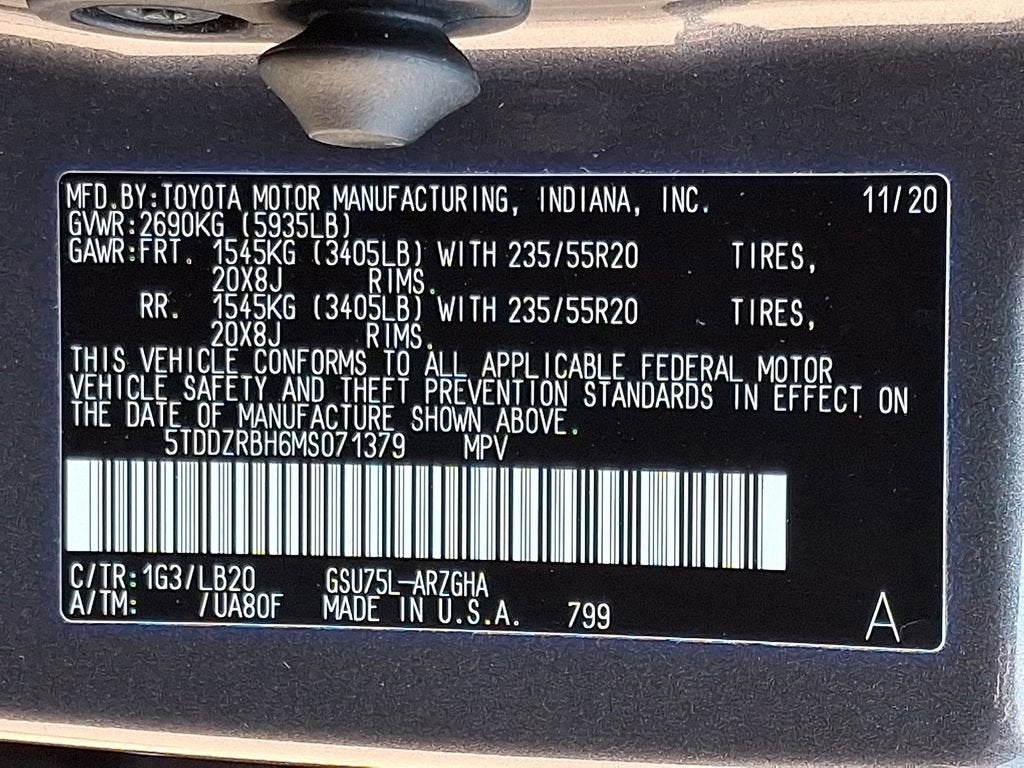 MFD.BY:TOYOTA MOTOR MANUFACTURING, INDIANA, INC. 11/20
GVWR:2690KG (5935LB)
GAWR:FRT. 1545KG (3405LB) WITH 235/55R20 TIRES,
20X8J RIMS.
RR. 1545KG (3405LB) WITH 235/55R20 TIRES,
20X8J RIMS.
THIS VEHICLE CONFORMS TO ALL APPLICABLE FEDERAL MOTOR
VEHICLE SAFETY AND THEFT PREVENTION STANDARDS IN EFFECT ON
THE DATE OF MANUFACTURE SHOWN ABOVE.
5TDDZRBH6MS071379 MPV
C/TR:1G3/LB20 GSU75L-ARZGHA
A/TM: /UA80F MADE IN U.S.A. 799 A